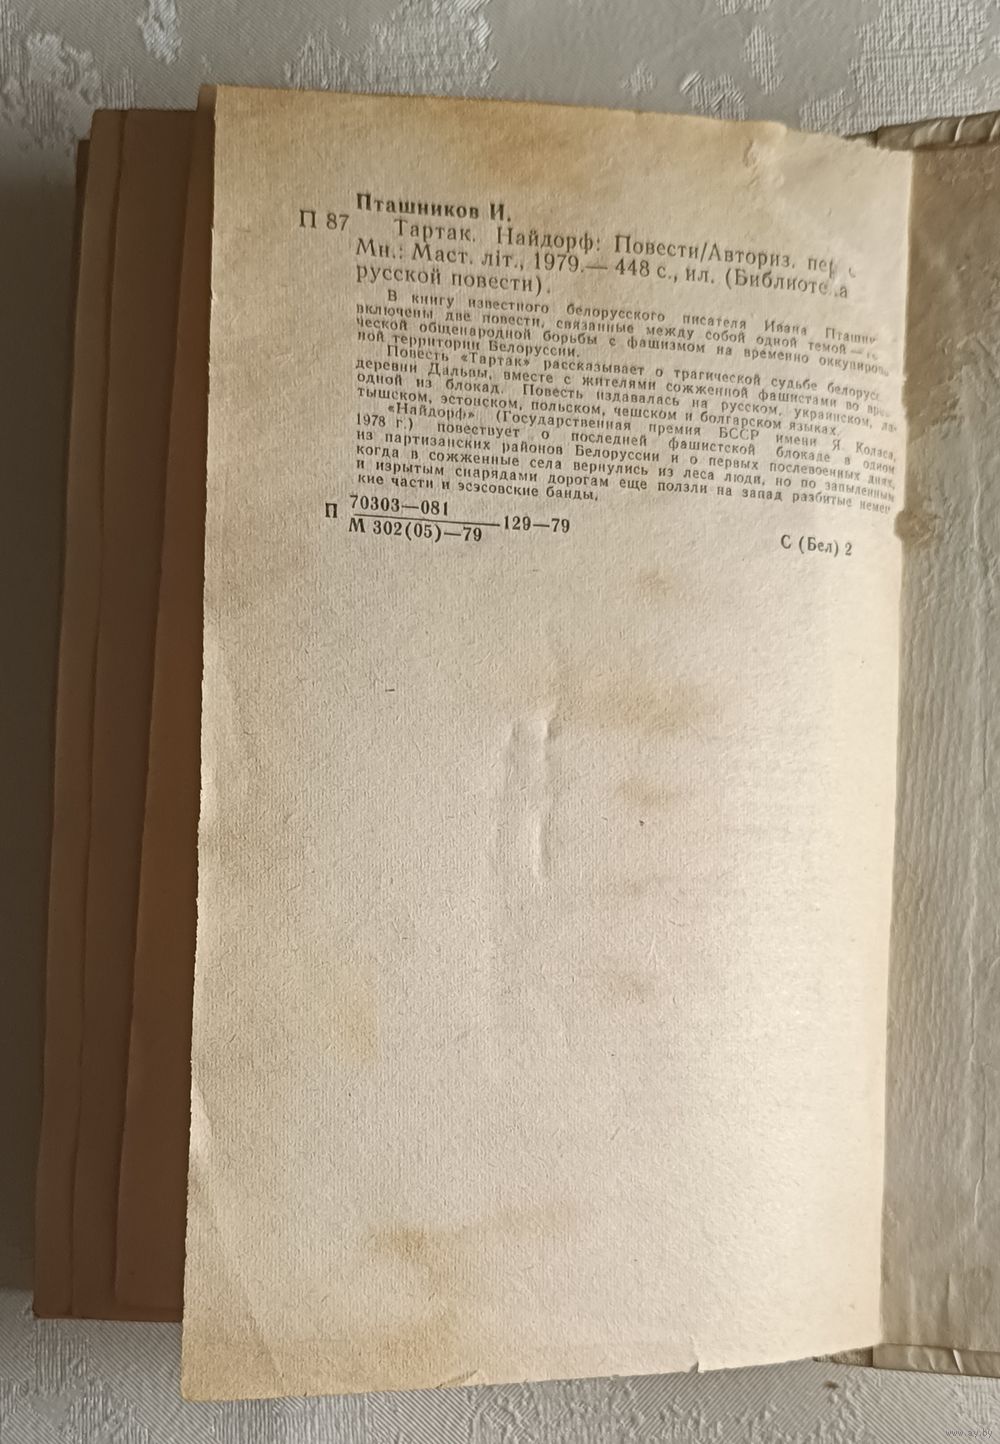 Пташников И.
П 87
Тартак. Найдорф: Повести/Авториз. пер
Мн.: Маст. літ., 1979.— 448 с., ил. (Библиоте
русской повести).
В книгу известного белорусского писателя Ивана
включены две повести, связанные между собой одной темой —
ческой общенародной борьбы с фашизмом на временно
ной территории Белоруссии.
Повесть «Тартак» рассказывает о трагической судьбе
деревни Дальвы, вместе с жителями сожженной фашистами во
одной из блокад. Повесть издавалась на русском, украинском, ла-
тышском, эстонском, польском, чешском и болгарском языках.
«Найдорф» (Государственная премия БССР имени Я. Коласа,
1978 г.) повествует о последней фашистской блокаде в одном
из партизанских районов Белоруссии и о первых послевоенных днях,
когда в сожженные села вернулись из леса люди, но по запыленным
и изрытым снарядами дорогам еще ползли на запад разбитые немец
кие части и эсэсовские банды.
П 70303—081
М 302(05)—79 129—79
С (Бел) 2
www.ay.by